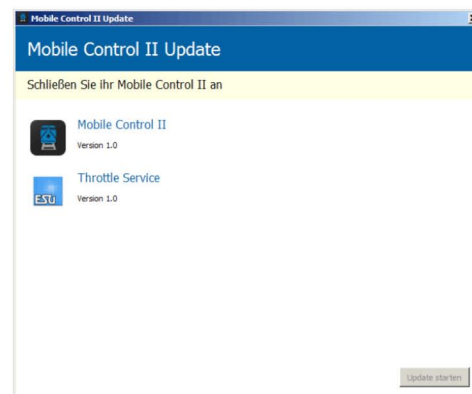 Mobile Control II Update
Mobile Control II Update
Schließen Sie ihr Mobile Control II an
Mobile Control II
Version 1.0
Throttle Service
ESU
Version 1.0
Update starten